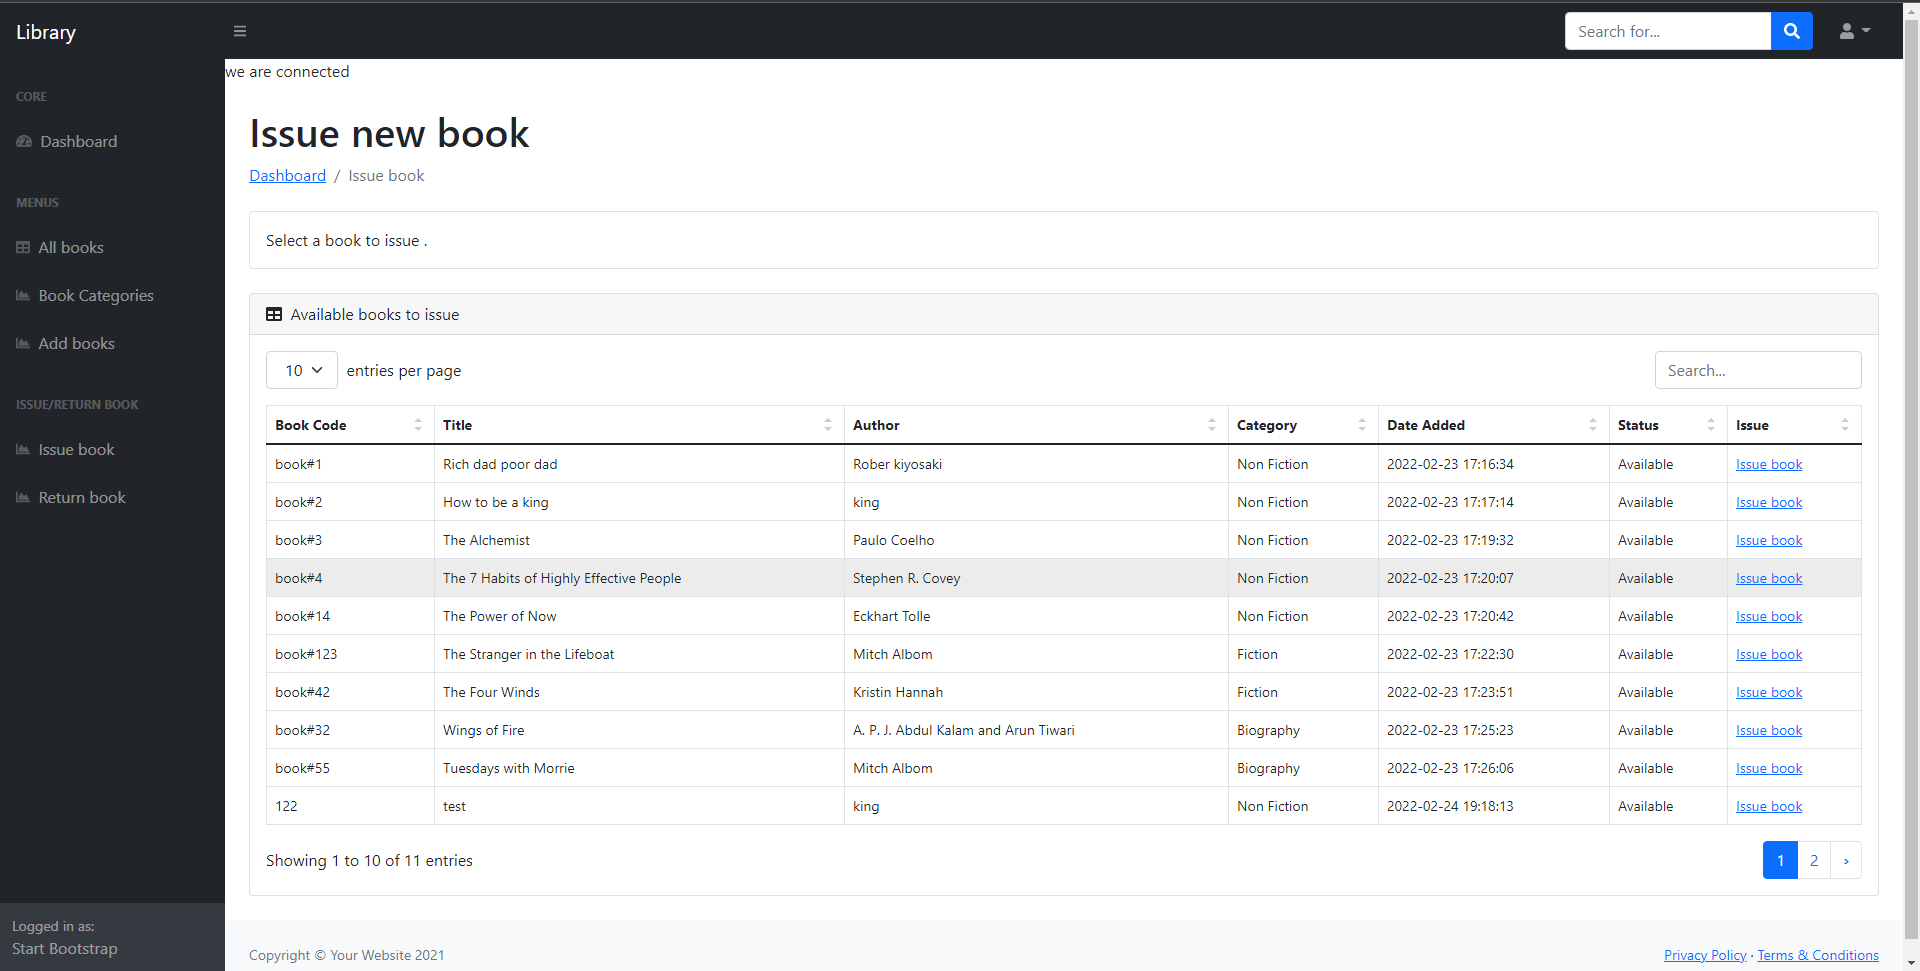 Library
Search for...
CORE
Dashboard
MENUS
All books
Book Categories
Add books
ISSUE/RETURN BOOK
Issue book
Return book
Logged in as:
Start Bootstrap
we are connected
Issue new book
Dashboard / Issue book
Select a book to issue .
Available books to issue
10 entries per page Search...
Book Code Title Author Category Date Added Status Issue
book#1 Rich dad poor dad Rober kiyosaki Non Fiction 2022-02-23 17:16:34 Available Issue book
book#2 How to be a king king Non Fiction 2022-02-23 17:17:14 Available Issue book
book#3 The Alchemist Paulo Coelho Non Fiction 2022-02-23 17:19:32 Available Issue book
book#4 The 7 Habits of Highly Effective People Stephen R. Covey Non Fiction 2022-02-23 17:20:07 Available Issue book
book#14 The Power of Now Eckhart Tolle Non Fiction 2022-02-23 17:20:42 Available Issue book
book#123 The Stranger in the Lifeboat Mitch Albom Fiction 2022-02-23 17:22:30 Available Issue book
book#42 The Four Winds Kristin Hannah Fiction 2022-02-23 17:23:51 Available Issue book
book#32 Wings of Fire A. P. J. Abdul Kalam and Arun Tiwari Biography 2022-02-23 17:25:23 Available Issue book
book#55 Tuesdays with Morrie Mitch Albom Biography 2022-02-23 17:26:06 Available Issue book
122 test king Non Fiction 2022-02-24 19:18:13 Available Issue book
Showing 1 to 10 of 11 entries 1 2 ›
Copyright © Your Website 2021 Privacy Policy · Terms & Conditions